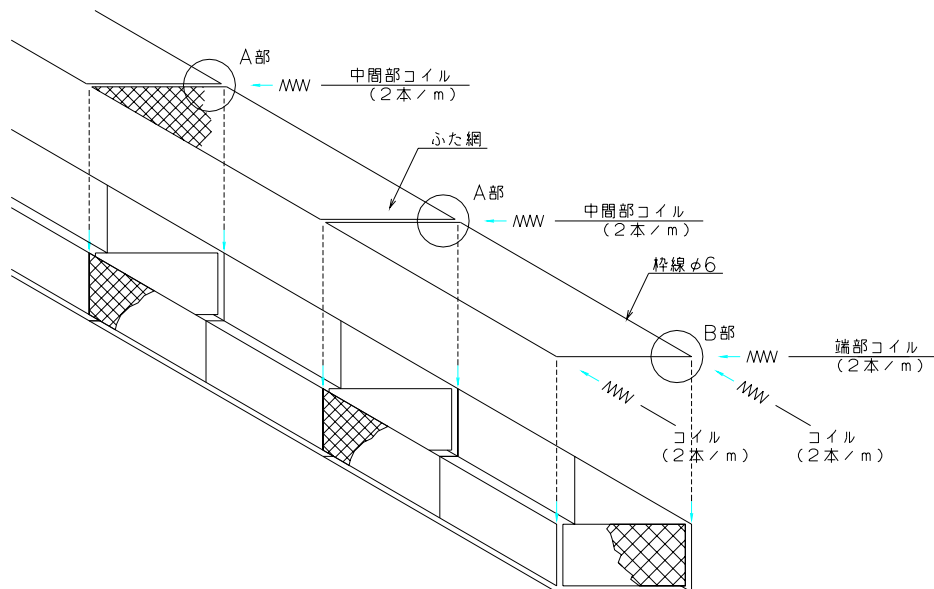 A部
中間部コイル
(2本/m)
ふた網
A部
中間部コイル
(2本/m)
枠線φ6
B部
端部コイル
(2本/m)
コイル
(2本/m)
コイル
(2本/m)